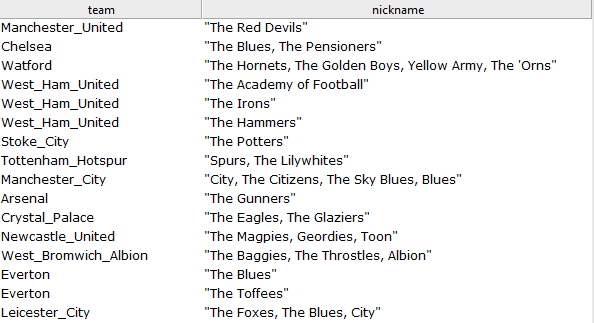 team nickname
Manchester_United "The Red Devils"
Chelsea "The Blues, The Pensioners"
Watford "The Hornets, The Golden Boys, Yellow Army, The 'Orns"
West_Ham_United "The Academy of Football"
West_Ham_United "The Irons"
West_Ham_United "The Hammers"
Stoke_City "The Potters"
Tottenham_Hotspur "Spurs, The Lilywhites"
Manchester_City "City, The Citizens, The Sky Blues, Blues"
Arsenal "The Gunners"
Crystal_Palace "The Eagles, The Glaziers"
Newcastle_United "The Magpies, Geordies, Toon"
West_Bromwich_Albion "The Baggies, The Throstles, Albion"
Everton "The Blues"
Everton "The Toffees"
Leicester_City "The Foxes, The Blues, City"